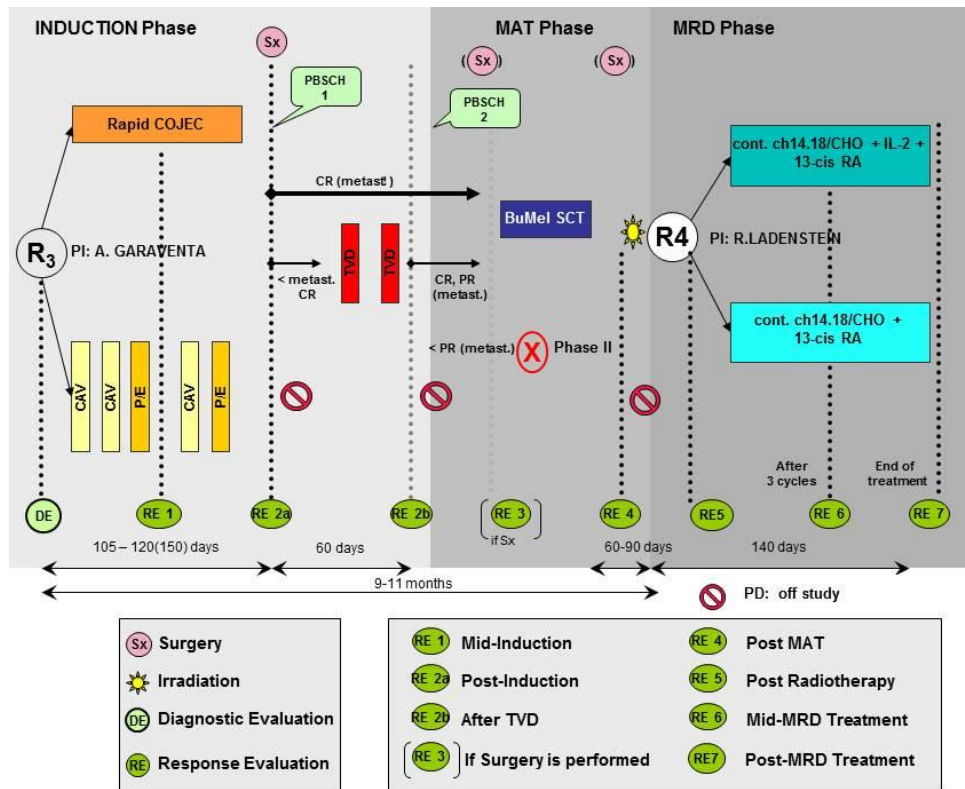 INDUCTION Phase
MAT Phase
MRD Phase
Sx
(Sx)
(Sx)
PBSCH
1
PBSCH
2
Rapid COJEC
cont. ch14.18/CHO + IL-2 +
13-cis RA
CR (metast!)
BuMel SCT
R3
PI: A. GARAVENTA
R4
PI: R.LADENSTEIN
TVD
TVD
< metast.
CR
CR, PR
(metast.)
cont. ch14.18/CHO +
13-cis RA
< PR (metast.)
X
Phase II
CAV
CAV
P/E
CAV
P/E
After
3 cycles
End of
treatment
DE
RE 1
RE 2a
RE 2b
RE 3
RE 4
RE5
RE 6
RE 7
if Sx
105 – 120(150) days
60 days
60-90 days
140 days
9-11 months
PD: off study
Sx Surgery
Irradiation
DE Diagnostic Evaluation
RE Response Evaluation
RE 1 Mid-Induction
RE 2a Post-Induction
RE 2b After TVD
(RE 3) If Surgery is performed
RE 4 Post MAT
RE 5 Post Radiotherapy
RE 6 Mid-MRD Treatment
RE7 Post-MRD Treatment